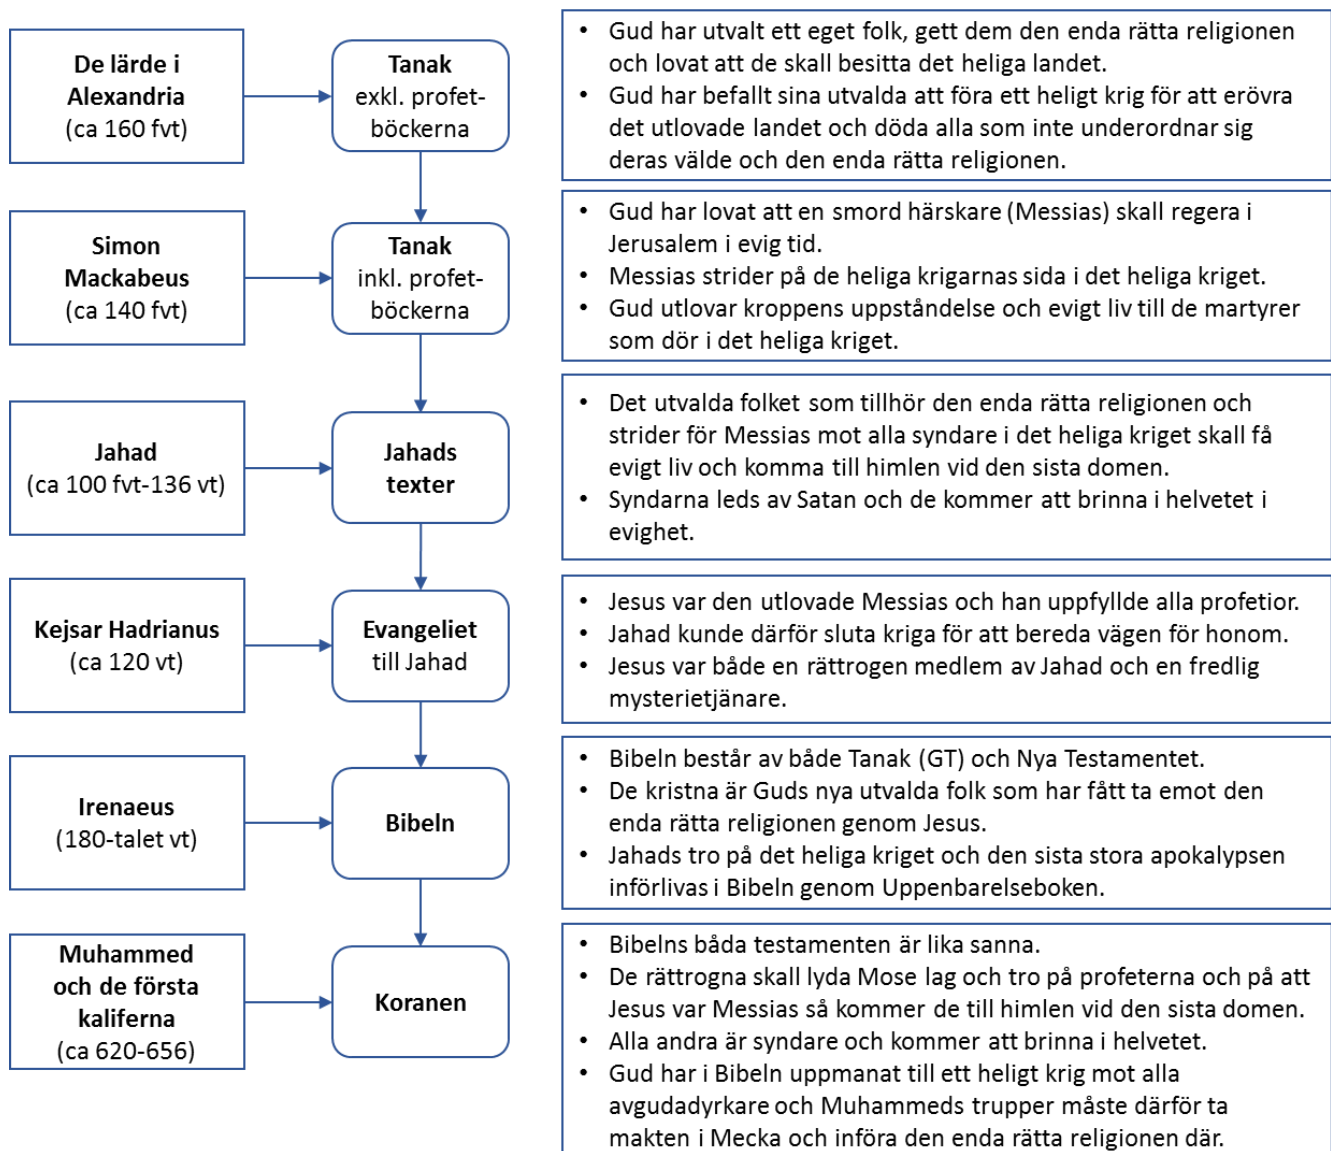 De lärde i
Alexandria
(ca 160 fvt)
Tanak
exkl. profet-
böckerna
• Gud har utvalt ett eget folk, gett dem den enda rätta religionen
och lovat att de skall besitta det heliga landet.
• Gud har befallt sina utvalda att föra ett heligt krig för att erövra
det utlovade landet och döda alla som inte underordnar sig
deras välde och den enda rätta religionen.
Simon
Mackabeus
(ca 140 fvt)
Tanak
inkl. profet-
böckerna
• Gud har lovat att en smord härskare (Messias) skall regera i
Jerusalem i evig tid.
• Messias strider på de heliga krigarnas sida i det heliga kriget.
• Gud utlovar kroppens uppståndelse och evigt liv till de martyrer
som dör i det heliga kriget.
Jahad
(ca 100 fvt-136 vt)
Jahads
texter
• Det utvalda folket som tillhör den enda rätta religionen och
strider för Messias mot alla syndare i det heliga kriget skall få
evigt liv och komma till himlen vid den sista domen.
• Syndarna leds av Satan och de kommer att brinna i helvetet i
evighet.
Kejsar Hadrianus
(ca 120 vt)
Evangeliet
till Jahad
• Jesus var den utlovade Messias och han uppfyllde alla profetior.
• Jahad kunde därför sluta kriga för att bereda vägen för honom.
• Jesus var både en rättrogen medlem av Jahad och en fredlig
mysterietjänare.
Irenaeus
(180-talet vt)
Bibeln
• Bibeln består av både Tanak (GT) och Nya Testamentet.
• De kristna är Guds nya utvalda folk som har fått ta emot den
enda rätta religionen genom Jesus.
• Jahads tro på det heliga kriget och den sista stora apokalypsen
införlivas i Bibeln genom Uppenbarelseboken.
Muhammed
och de första
kaliferna
(ca 620-656)
Koranen
• Bibelns båda testamenten är lika sanna.
• De rättrogna skall lyda Mose lag och tro på profeterna och på att
Jesus var Messias så kommer de till himlen vid den sista domen.
• Alla andra är syndare och kommer att brinna i helvetet.
• Gud har i Bibeln uppmanat till ett heligt krig mot alla
avgudadyrkare och Muhammeds trupper måste därför ta
makten i Mecka och införa den enda rätta religionen där.